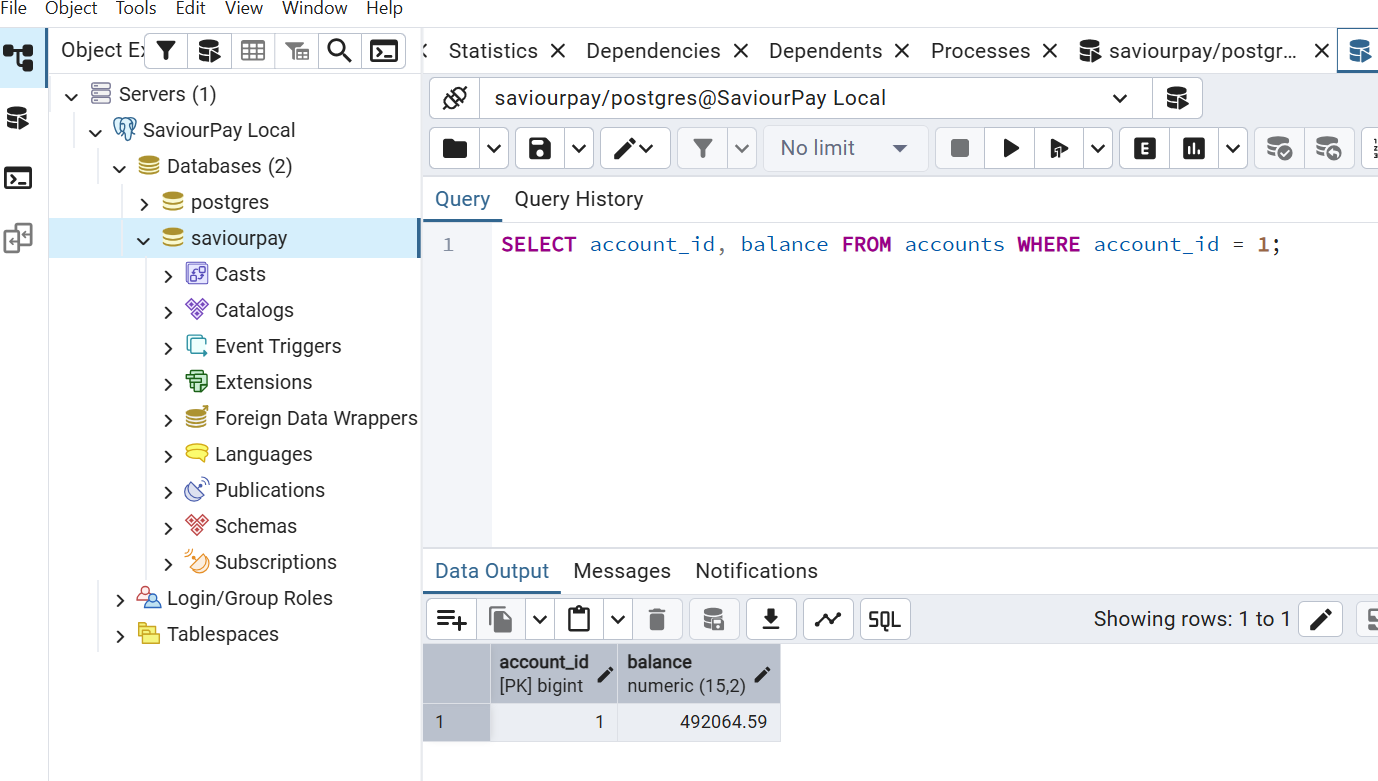 File Object Tools Edit View Window Help
Object Ex
Statistics
Dependencies
Dependents
Processes
saviourpay/postgr...
Servers (1)
SaviourPay Local
Databases (2)
postgres
saviourpay
Casts
Catalogs
Event Triggers
Extensions
Foreign Data Wrappers
Languages
Publications
Schemas
Subscriptions
Login/Group Roles
Tablespaces
saviourpay/postgres@SaviourPay Local
No limit
E
Query Query History
1 SELECT account_id, balance FROM accounts WHERE account_id = 1;
Data Output Messages Notifications
SQL
Showing rows: 1 to 1
account_id balance
[PK] bigint numeric (15,2)
1 1 492064.59